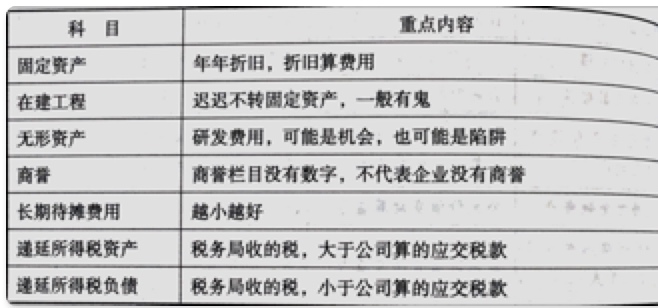 科 目 重点内容
固定资产 年年折旧，折旧算费用
在建工程 迟迟不转固定资产，一般有鬼
无形资产 研发费用，可能是机会，也可能是陷阱
商誉 商誉栏目没有数字，不代表企业没有商誉
长期待摊费用 越小越好
递延所得税资产 税务局收的税，大于公司算的应交税款
递延所得税负债 税务局收的税，小于公司算的应交税款